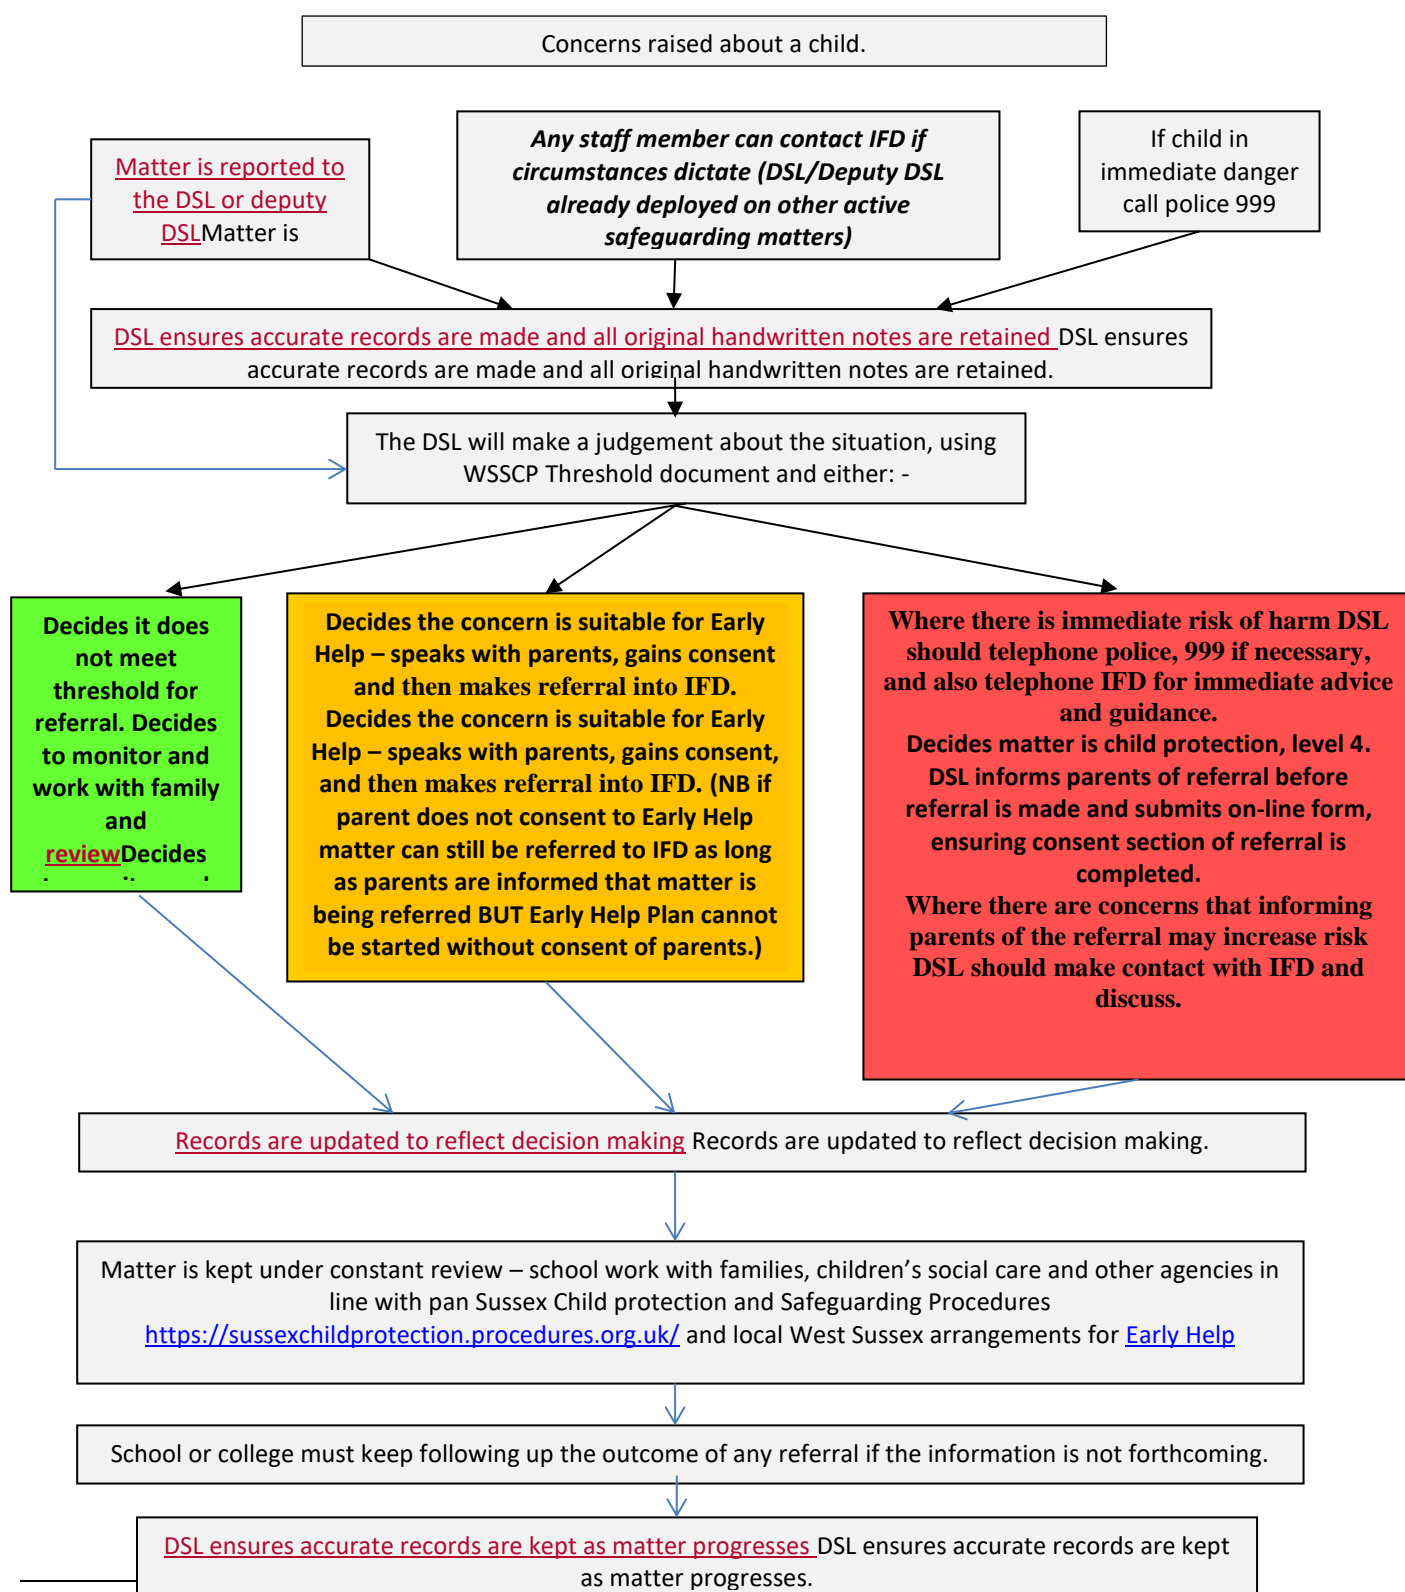 Concerns raised about a child.
Matter is reported to
the DSL or deputy
DSLMatter is
Any staff member can contact IFD if
circumstances dictate (DSL/Deputy DSL
already deployed on other active
safeguarding matters)
If child in
immediate danger
call police 999
DSL ensures accurate records are made and all original handwritten notes are retained DSL ensures
accurate records are made and all original handwritten notes are retained.
The DSL will make a judgement about the situation, using
WSSCP Threshold document and either: -
Decides it does
not meet
threshold for
referral. Decides
to monitor and
work with family
and
reviewDecides
Decides the concern is suitable for Early
Help – speaks with parents, gains consent
and then makes referral into IFD.
Decides the concern is suitable for Early
Help – speaks with parents, gains consent,
and then makes referral into IFD. (NB if
parent does not consent to Early Help
matter can still be referred to IFD as long
as parents are informed that matter is
being referred BUT Early Help Plan cannot
be started without consent of parents.)
Where there is immediate risk of harm DSL
should telephone police, 999 if necessary,
and also telephone IFD for immediate advice
and guidance.
Decides matter is child protection, level 4.
DSL informs parents of referral before
referral is made and submits on-line form,
ensuring consent section of referral is
completed.
Where there are concerns that informing
parents of the referral may increase risk
DSL should make contact with IFD and
discuss.
Records are updated to reflect decision making Records are updated to reflect decision making.
Matter is kept under constant review – school work with families, children’s social care and other agencies in
line with pan Sussex Child protection and Safeguarding Procedures
https://sussexchildprotection.procedures.org.uk/ and local West Sussex arrangements for Early Help
School or college must keep following up the outcome of any referral if the information is not forthcoming.
DSL ensures accurate records are kept as matter progresses DSL ensures accurate records are kept
as matter progresses.